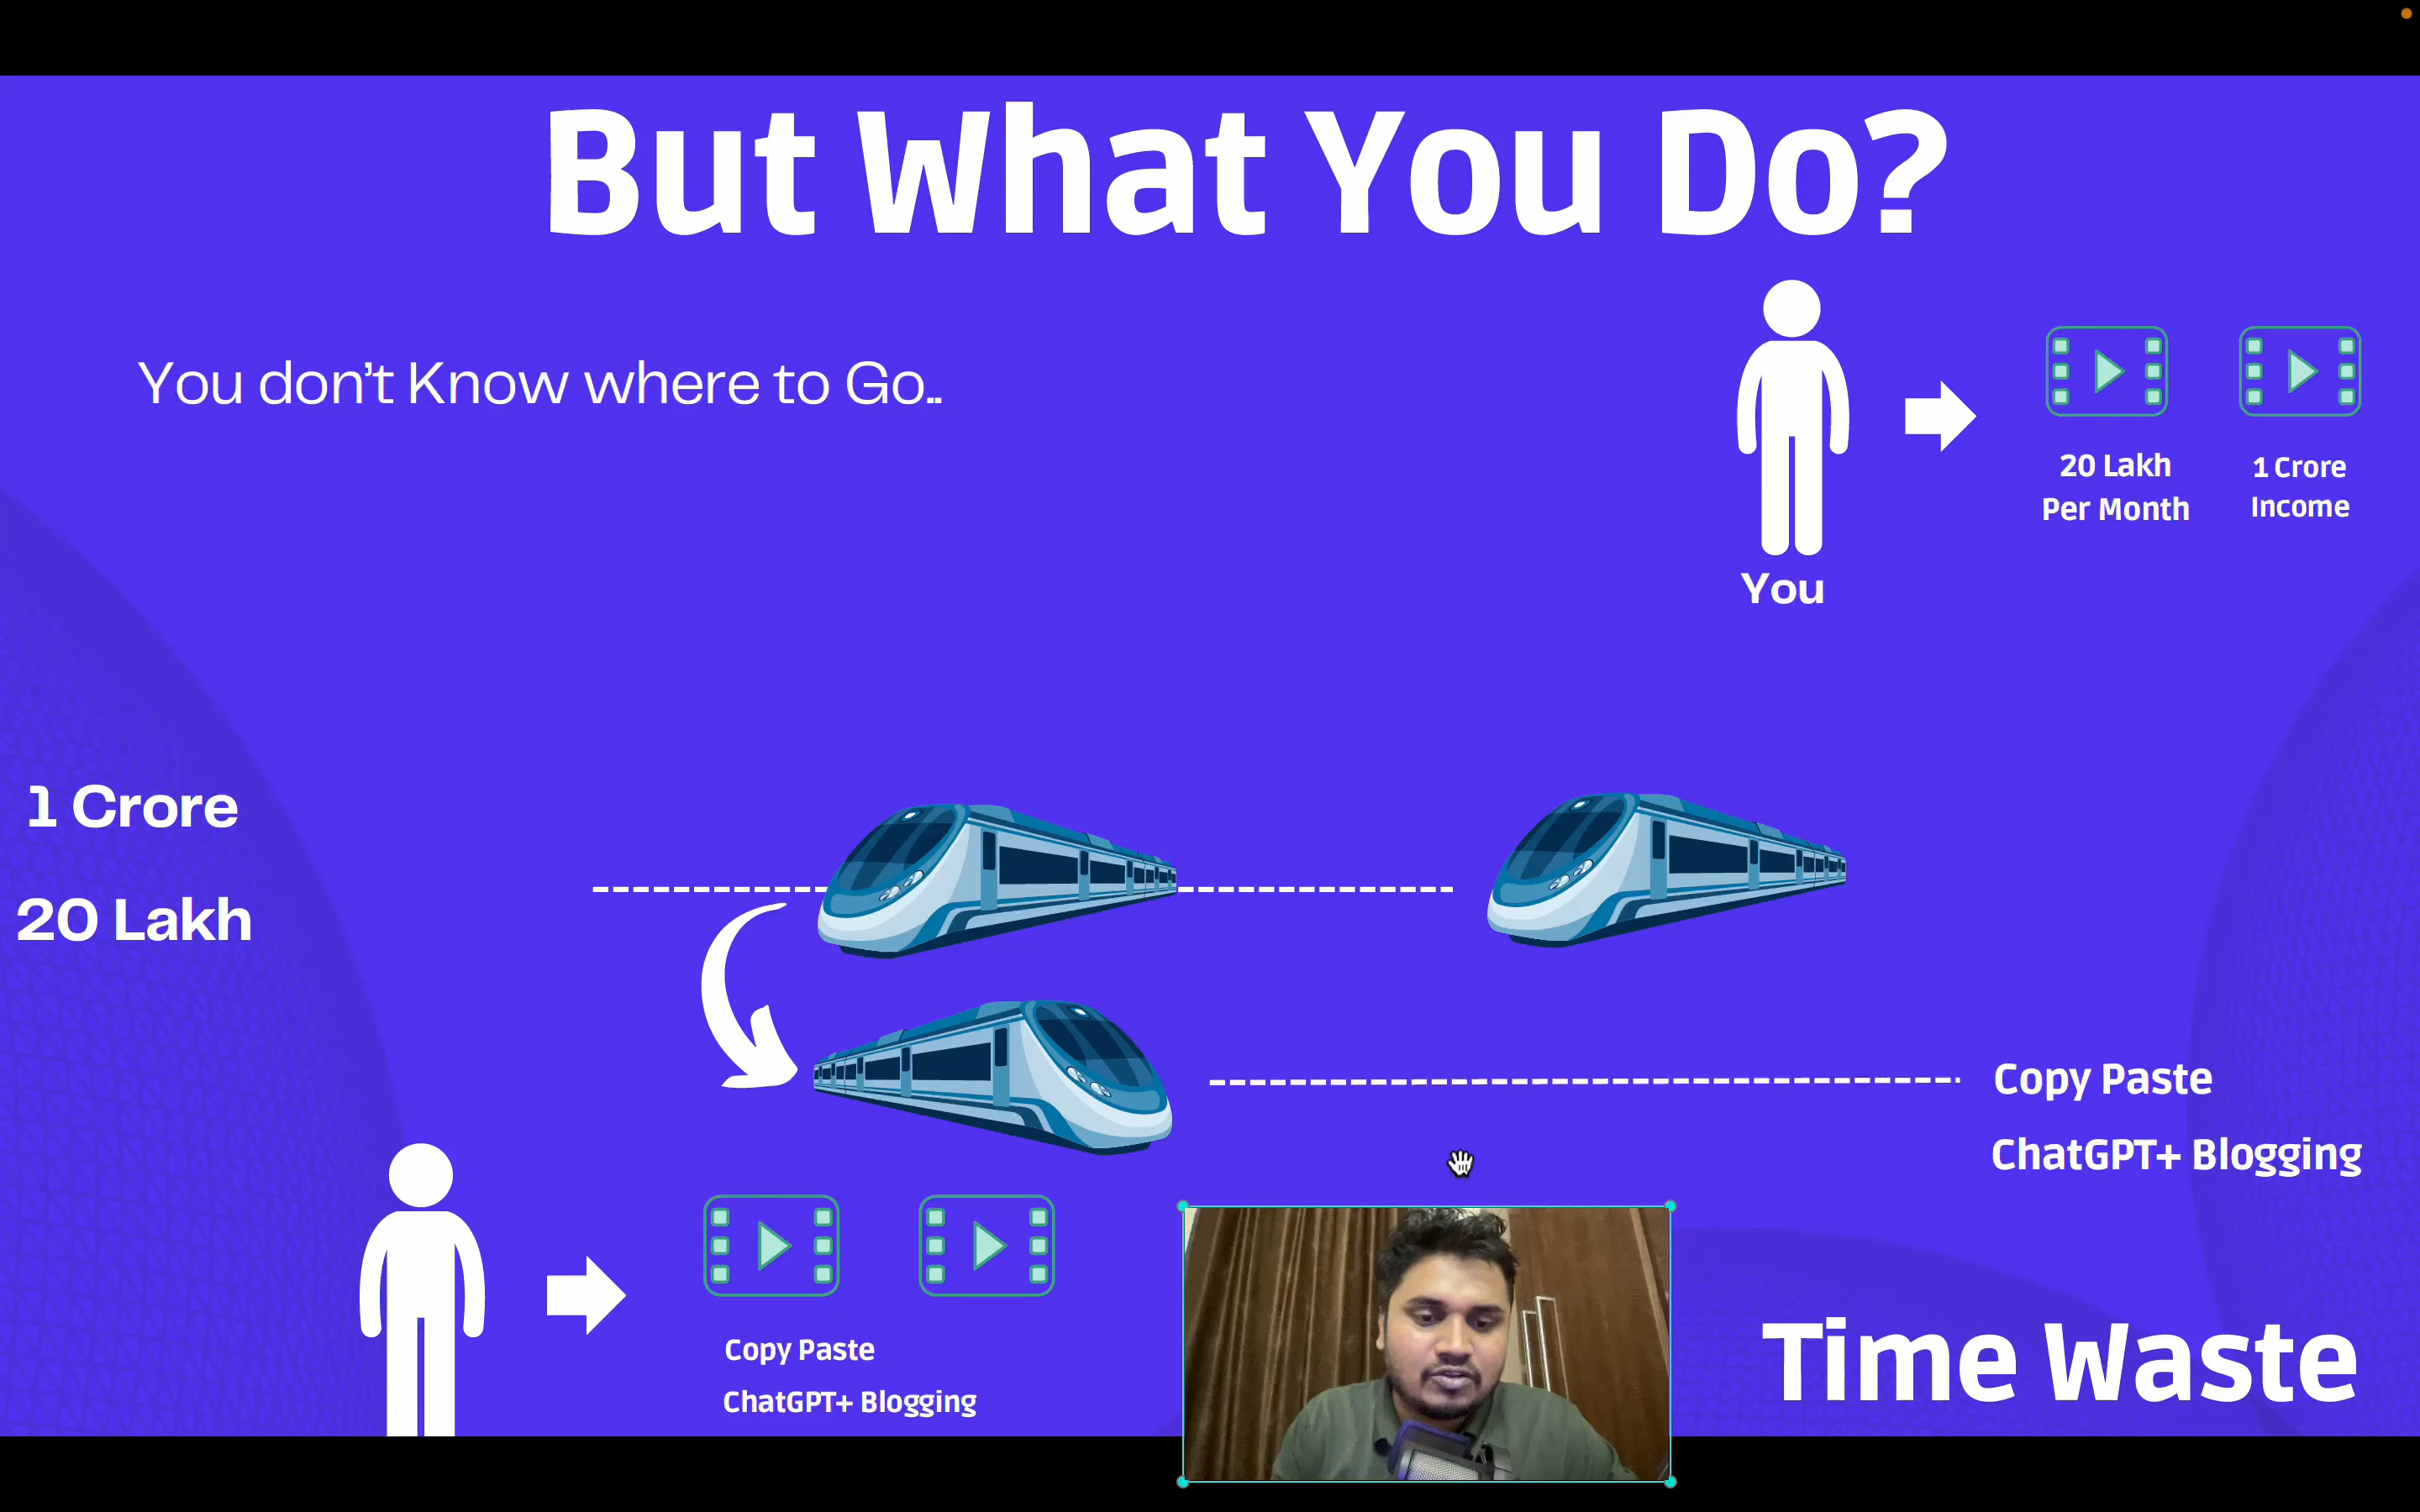 But What You Do?
You don't Know where to Go..
20 Lakh
Per Month
1 Crore
Income
You
1 Crore
20 Lakh
Copy Paste
ChatGPT+ Blogging
Copy Paste
ChatGPT+ Blogging
Time Waste